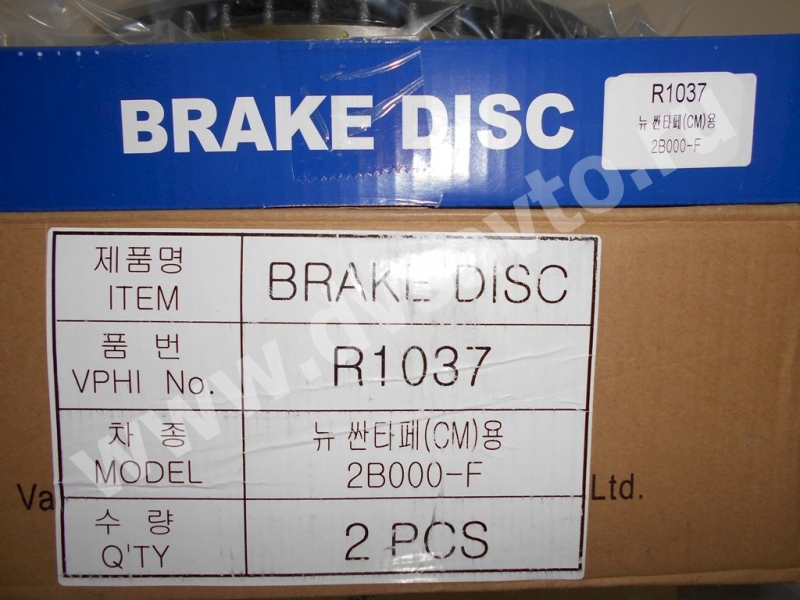 BRAKE DISC
R1037
뉴 싼타페(CM)용
2B000-F
제품명
ITEM
BRAKE DISC
품 번
VPHI No.
R1037
차 종
MODEL
뉴 싼타페(CM)용
2B000-F
Va
Ltd.
수 량
Q'TY
2 PCS